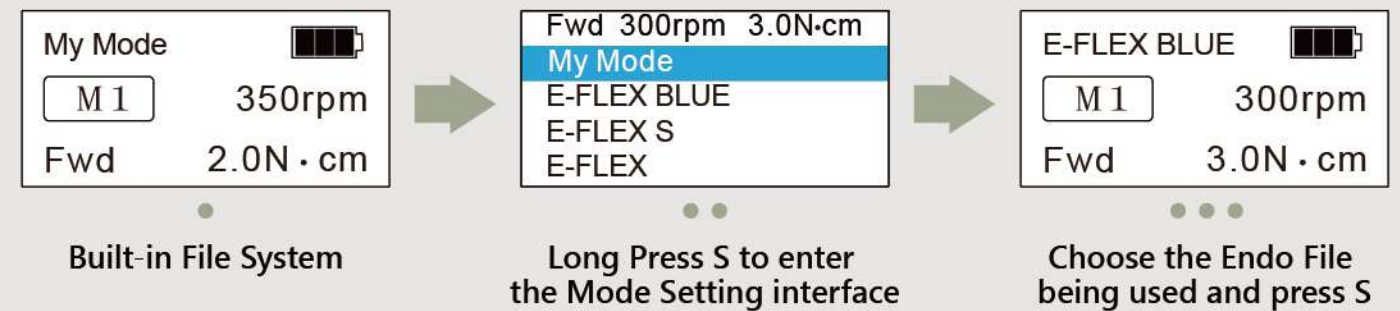 My Mode
M1 350rpm
Fwd 2.0N·cm
Built-in File System
Fwd 300rpm 3.0N·cm
My Mode
E-FLEX BLUE
E-FLEX S
E-FLEX
Long Press S to enter
the Mode Setting interface
E-FLEX BLUE
M1 300rpm
Fwd 3.0N·cm
Choose the Endo File
being used and press S